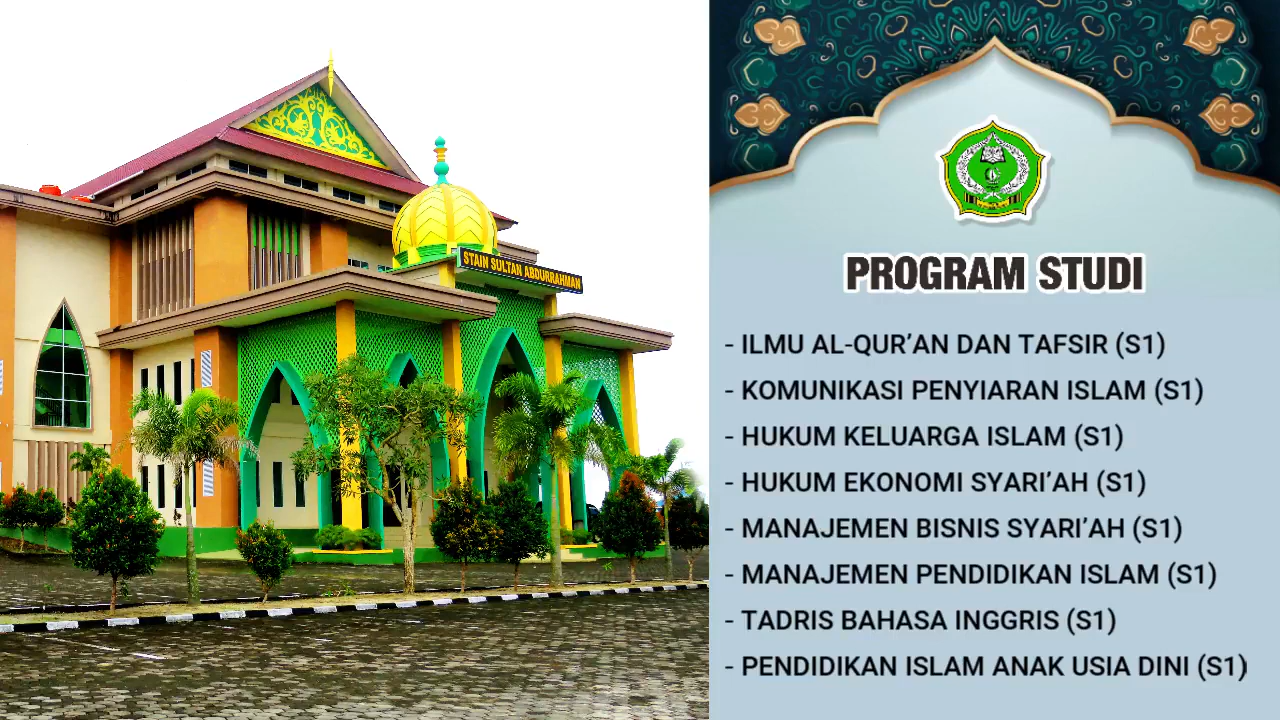 STAIN SULTAN ABDURRAHMAN
PROGRAM STUDI
- ILMU AL-QUR’AN DAN TAFSIR (S1)
- KOMUNIKASI PENYIARAN ISLAM (S1)
- HUKUM KELUARGA ISLAM (S1)
- HUKUM EKONOMI SYARI’AH (S1)
- MANAJEMEN BISNIS SYARI’AH (S1)
- MANAJEMEN PENDIDIKAN ISLAM (S1)
- TADRIS BAHASA INGGRIS (S1)
- PENDIDIKAN ISLAM ANAK USIA DINI (S1)